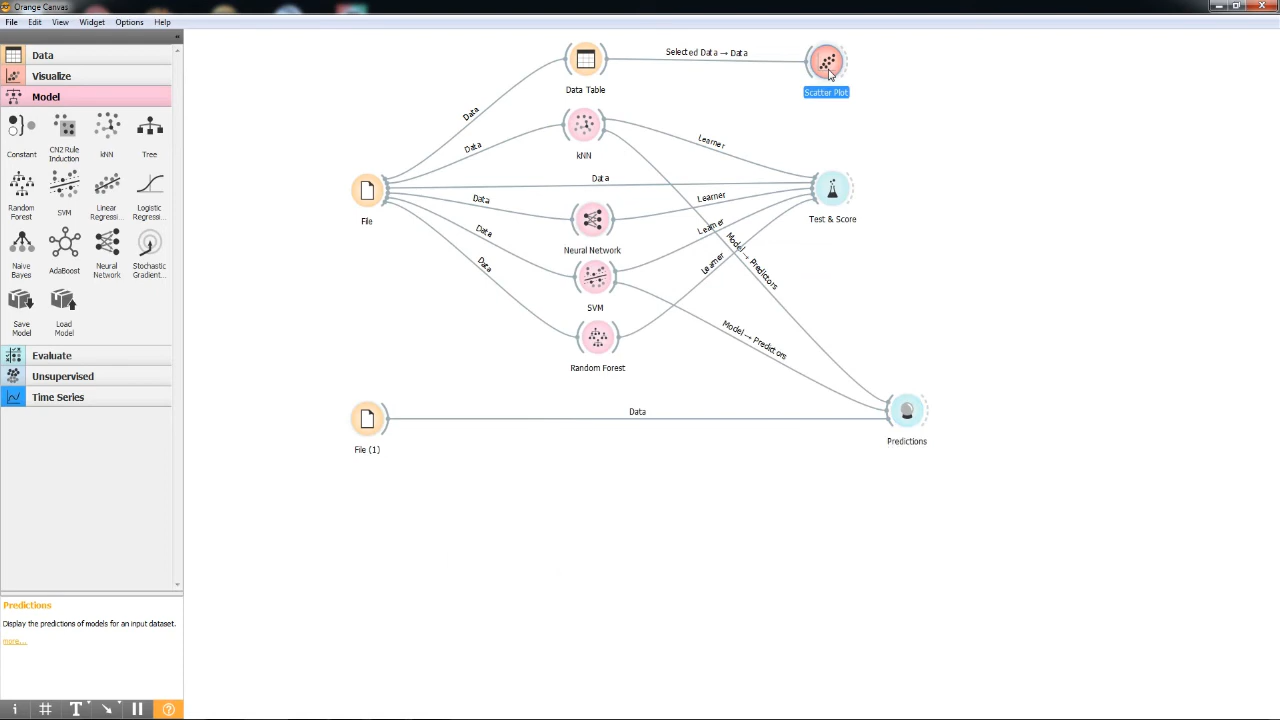 Orange Canvas
File Edit View Widget Options Help
Data
Visualize
Model
Constant
CN2 Rule
Induction
kNN
Tree
Random
Forest
SVM
Linear
Regressi...
Logistic
Regressi...
Naive
Bayes
AdaBoost
Neural
Network
Stochastic
Gradient...
Save
Model
Load
Model
Evaluate
Unsupervised
Time Series
Predictions
Display the predictions of models for an input dataset.
more...
Selected Data → Data
Data Table
Scatter Plot
Data
kNN
Learner
Data
Data
File
Test & Score
Data
Learner
Neural Network
Data
Learner
Model → Predictors
SVM
Data
Learner
Random Forest
Model → Predictors
File (1)
Data
Predictions